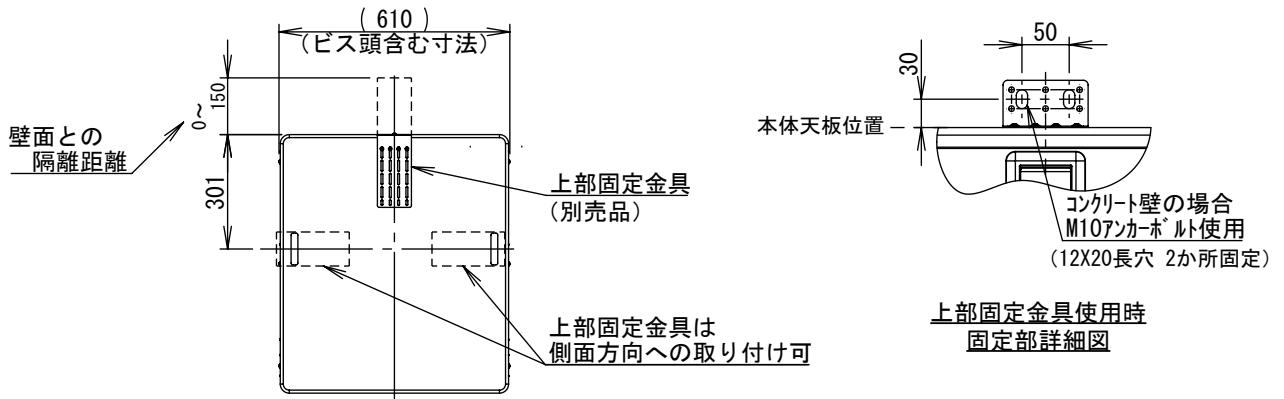 ( 610 )
(ビス頭含む寸法)
0~150
壁面との
隔離距離
301
上部固定金具
(別売品)
上部固定金具は
側面方向への取り付け可
50
30
本体天板位置
コンクリート壁の場合
M10アンカーボルト使用
(12X20長穴 2か所固定)
上部固定金具使用時
固定部詳細図